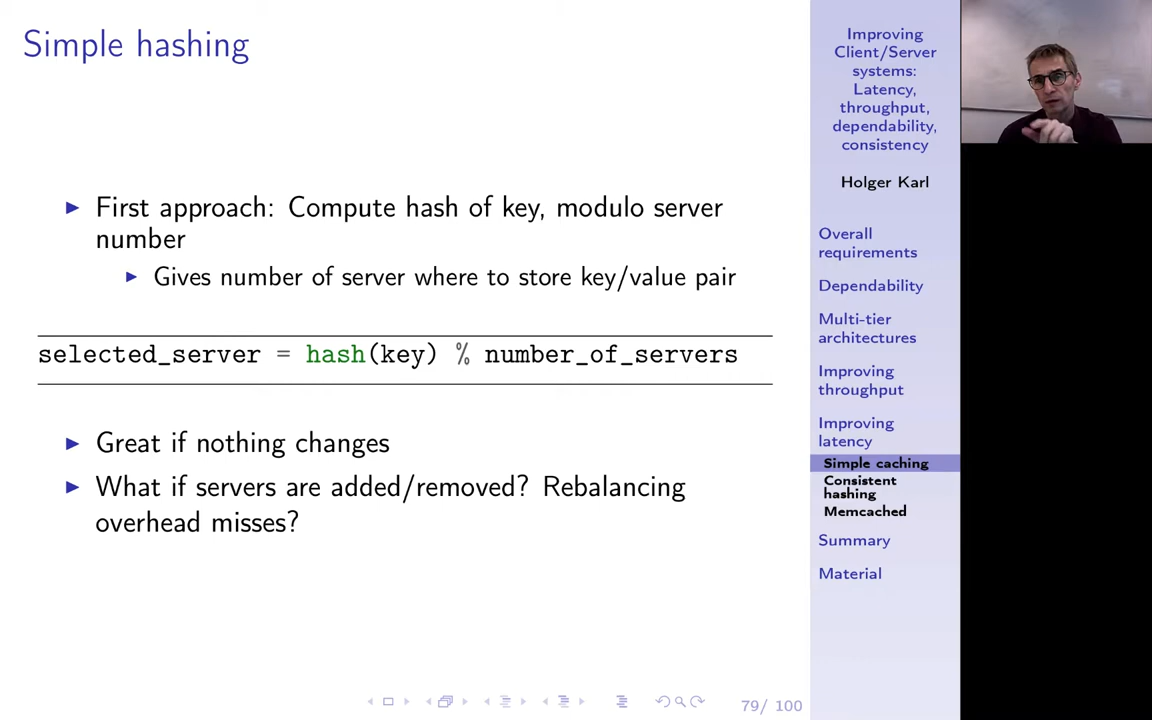 Simple hashing
First approach: Compute hash of key, modulo server
number
Gives number of server where to store key/value pair
selected_server = hash(key) % number_of_servers
Great if nothing changes
What if servers are added/removed? Rebalancing
overhead misses?
Improving
Client/Server
systems:
Latency,
throughput,
dependability,
consistency
Holger Karl
Overall
requirements
Dependability
Multi-tier
architectures
Improving
throughput
Improving
latency
Simple caching
Consistent
hashing
Memcached
Summary
Material
79/ 100